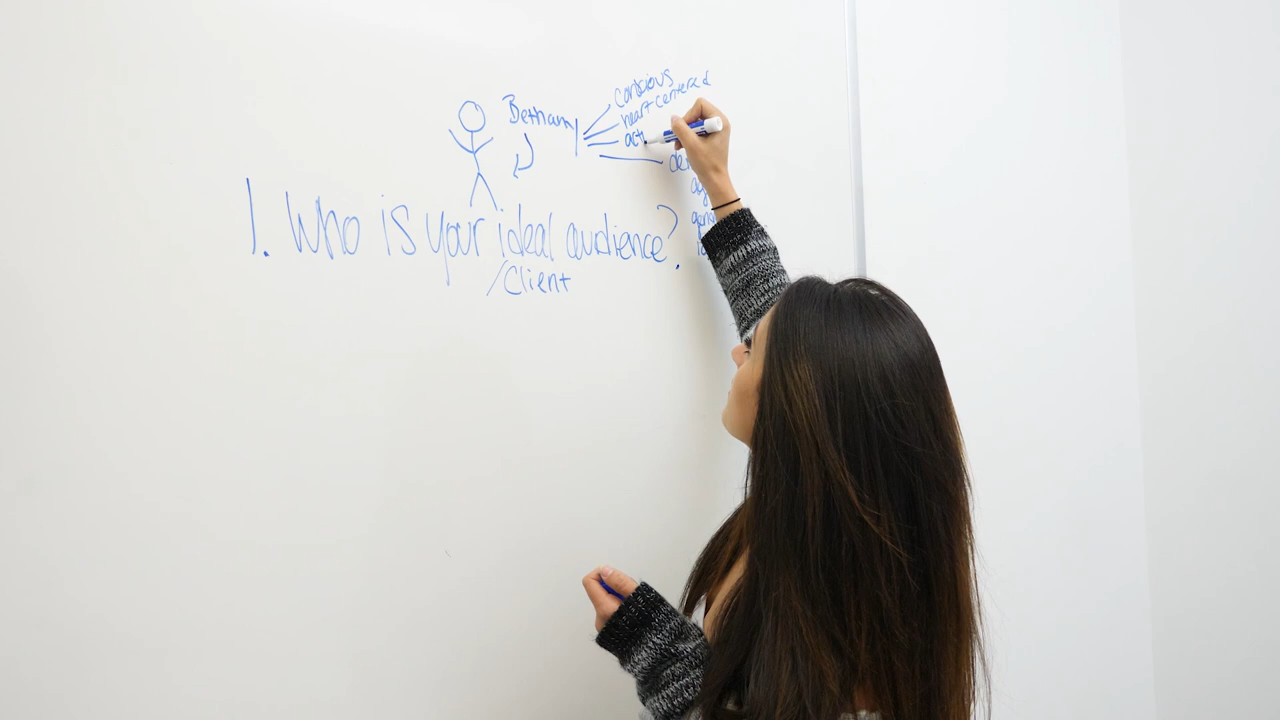 conscious
heart centered
Bethany
1. Who is your ideal audience?
/Client